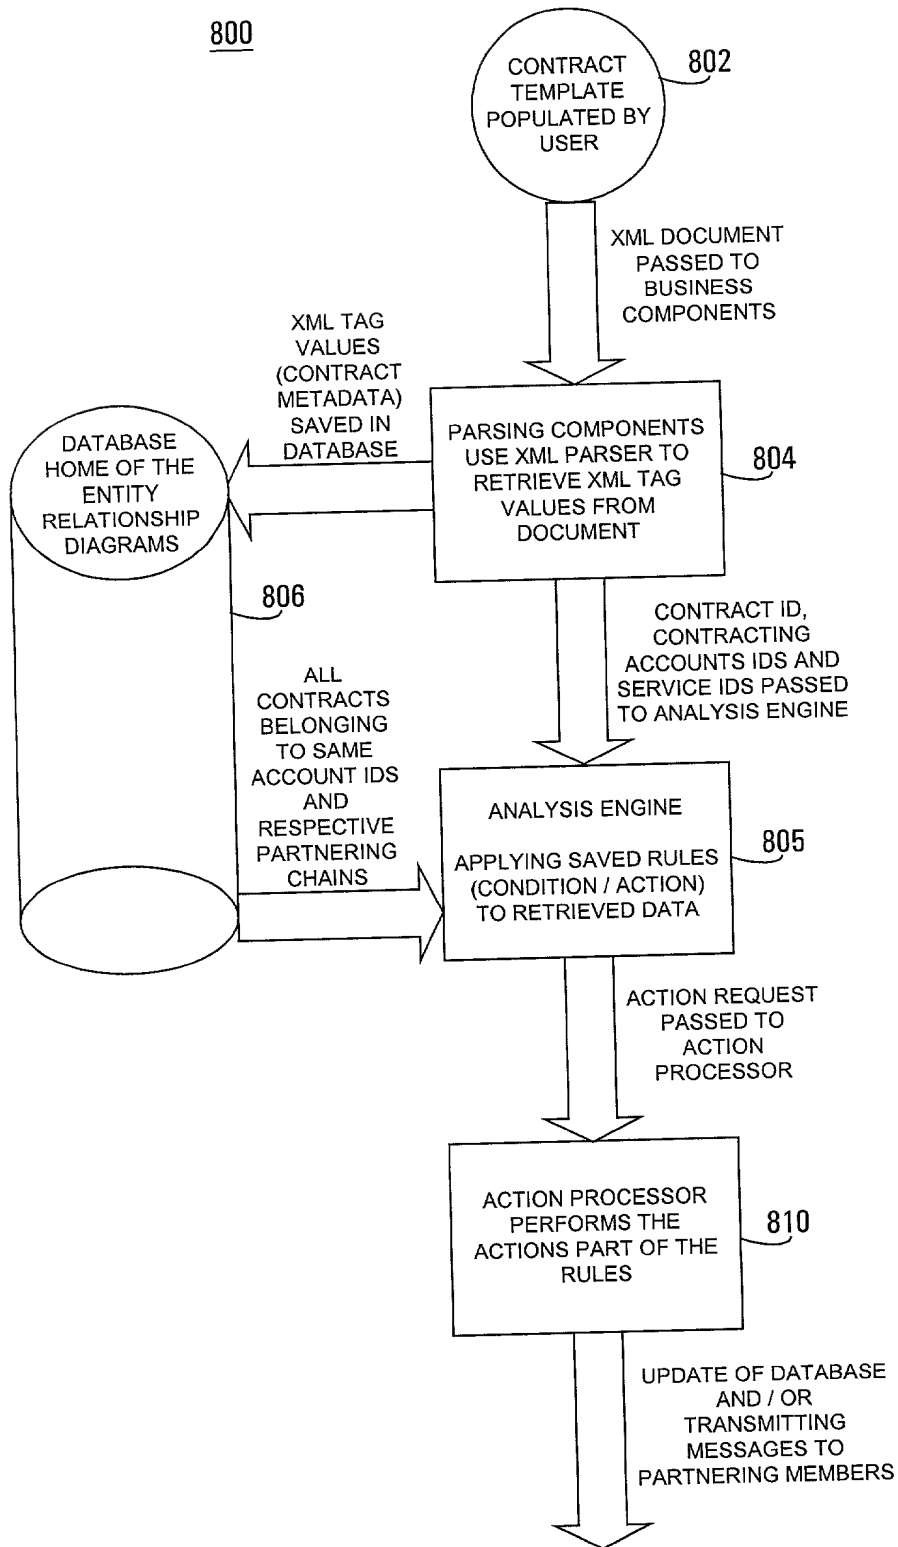 800
802
CONTRACT
TEMPLATE
POPULATED BY
USER
XML DOCUMENT
PASSED TO
BUSINESS
COMPONENTS
XML TAG
VALUES
(CONTRACT
METADATA)
SAVED IN
DATABASE
PARSING COMPONENTS
USE XML PARSER TO
RETRIEVE XML TAG
VALUES FROM
DOCUMENT
804
DATABASE
HOME OF THE
ENTITY
RELATIONSHIP
DIAGRAMS
806
CONTRACT ID,
CONTRACTING
ACCOUNTS IDS AND
SERVICE IDS PASSED
TO ANALYSIS ENGINE
ALL
CONTRACTS
BELONGING
TO SAME
ACCOUNT IDS
AND
RESPECTIVE
PARTNERING
CHAINS
ANALYSIS ENGINE
APPLYING SAVED RULES
(CONDITION / ACTION)
TO RETRIEVED DATA
805
ACTION REQUEST
PASSED TO
ACTION
PROCESSOR
ACTION PROCESSOR
PERFORMS THE
ACTIONS PART OF THE
RULES
810
UPDATE OF DATABASE
AND / OR
TRANSMITTING
MESSAGES TO
PARTNERING MEMBERS